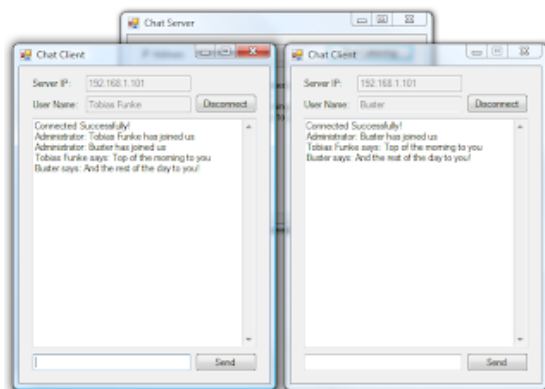 Chat Server
Chat Client
Server IP: 192.168.1.101
User Name: Tobias Funke Disconnect
Connected Successfully!
Administrator: Tobias Funke has joined us
Administrator: Buster has joined us
Tobias Funke says: Top of the morning to you
Buster says: And the rest of the day to you!
Send
Chat Client
Server IP: 192.168.1.101
User Name: Buster Disconnect
Connected Successfully!
Administrator: Buster has joined us
Tobias Funke says: Top of the morning to you
Buster says: And the rest of the day to you!
Send